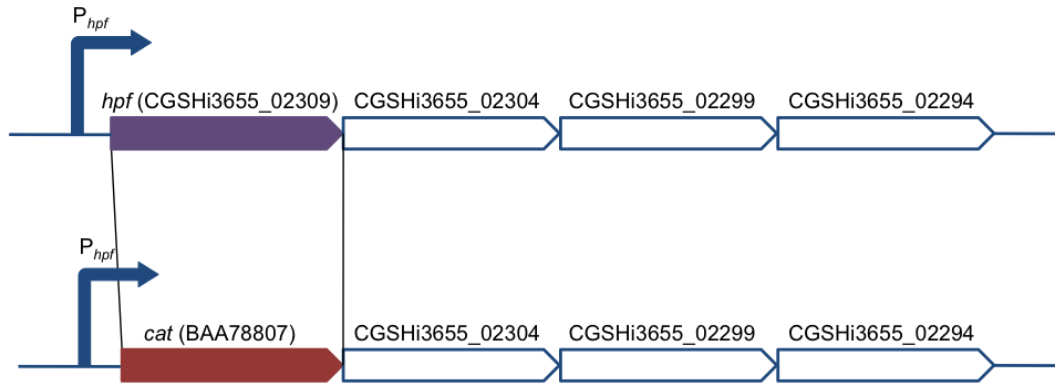 Phpf
hpf (CGSHi3655_02309) CGSHi3655_02304 CGSHi3655_02299 CGSHi3655_02294
Phpf
cat (BAA78807) CGSHi3655_02304 CGSHi3655_02299 CGSHi3655_02294